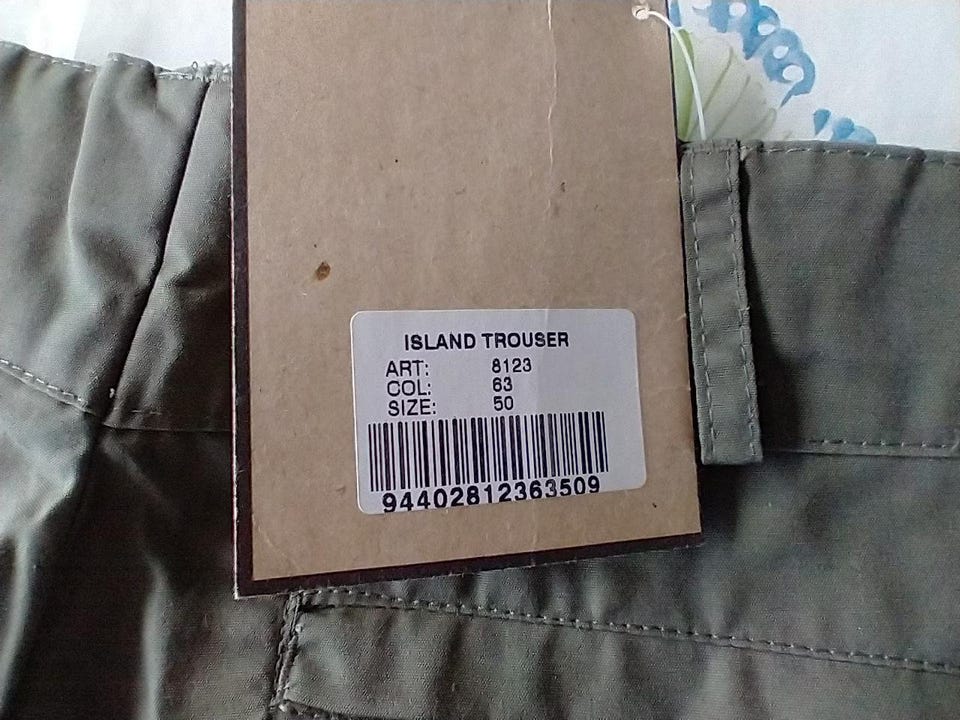 ISLAND TROUSER
ART: 8123
COL: 63
SIZE: 50
94402812363509